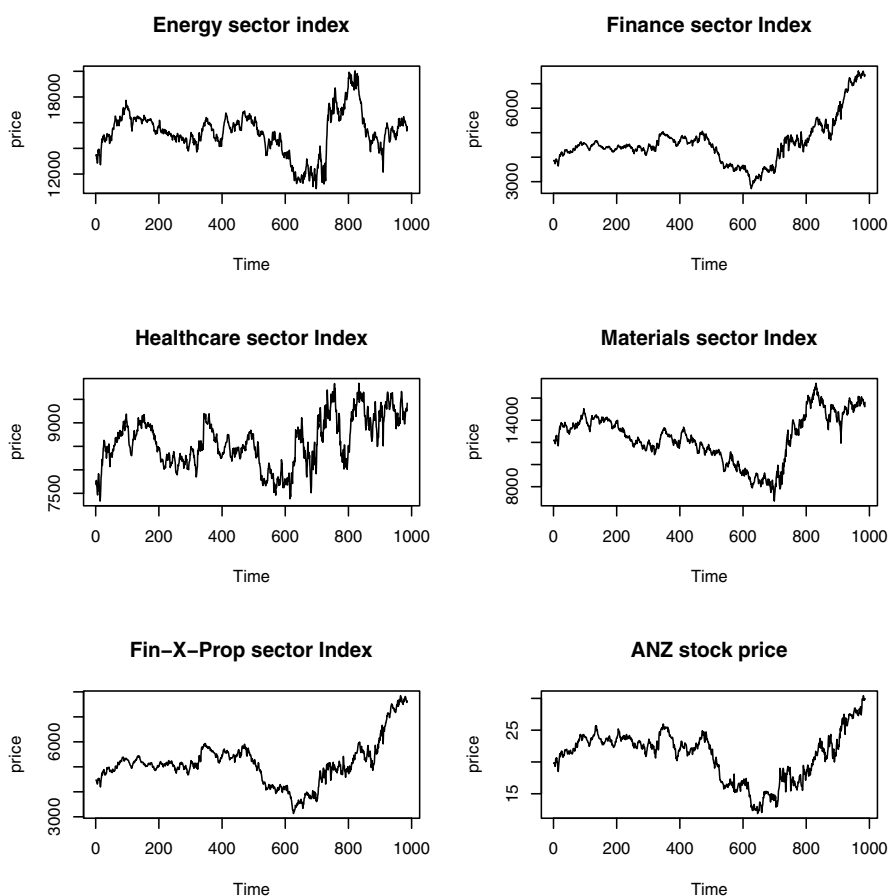 Energy sector index
price
18000
12000
0 200 400 600 800 1000
Time
Finance sector Index
price
6000
3000
0 200 400 600 800 1000
Time
Healthcare sector Index
price
9000
7500
0 200 400 600 800 1000
Time
Materials sector Index
price
14000
8000
0 200 400 600 800 1000
Time
Fin−X−Prop sector Index
price
6000
3000
0 200 400 600 800 1000
Time
ANZ stock price
price
25
15
0 200 400 600 800 1000
Time